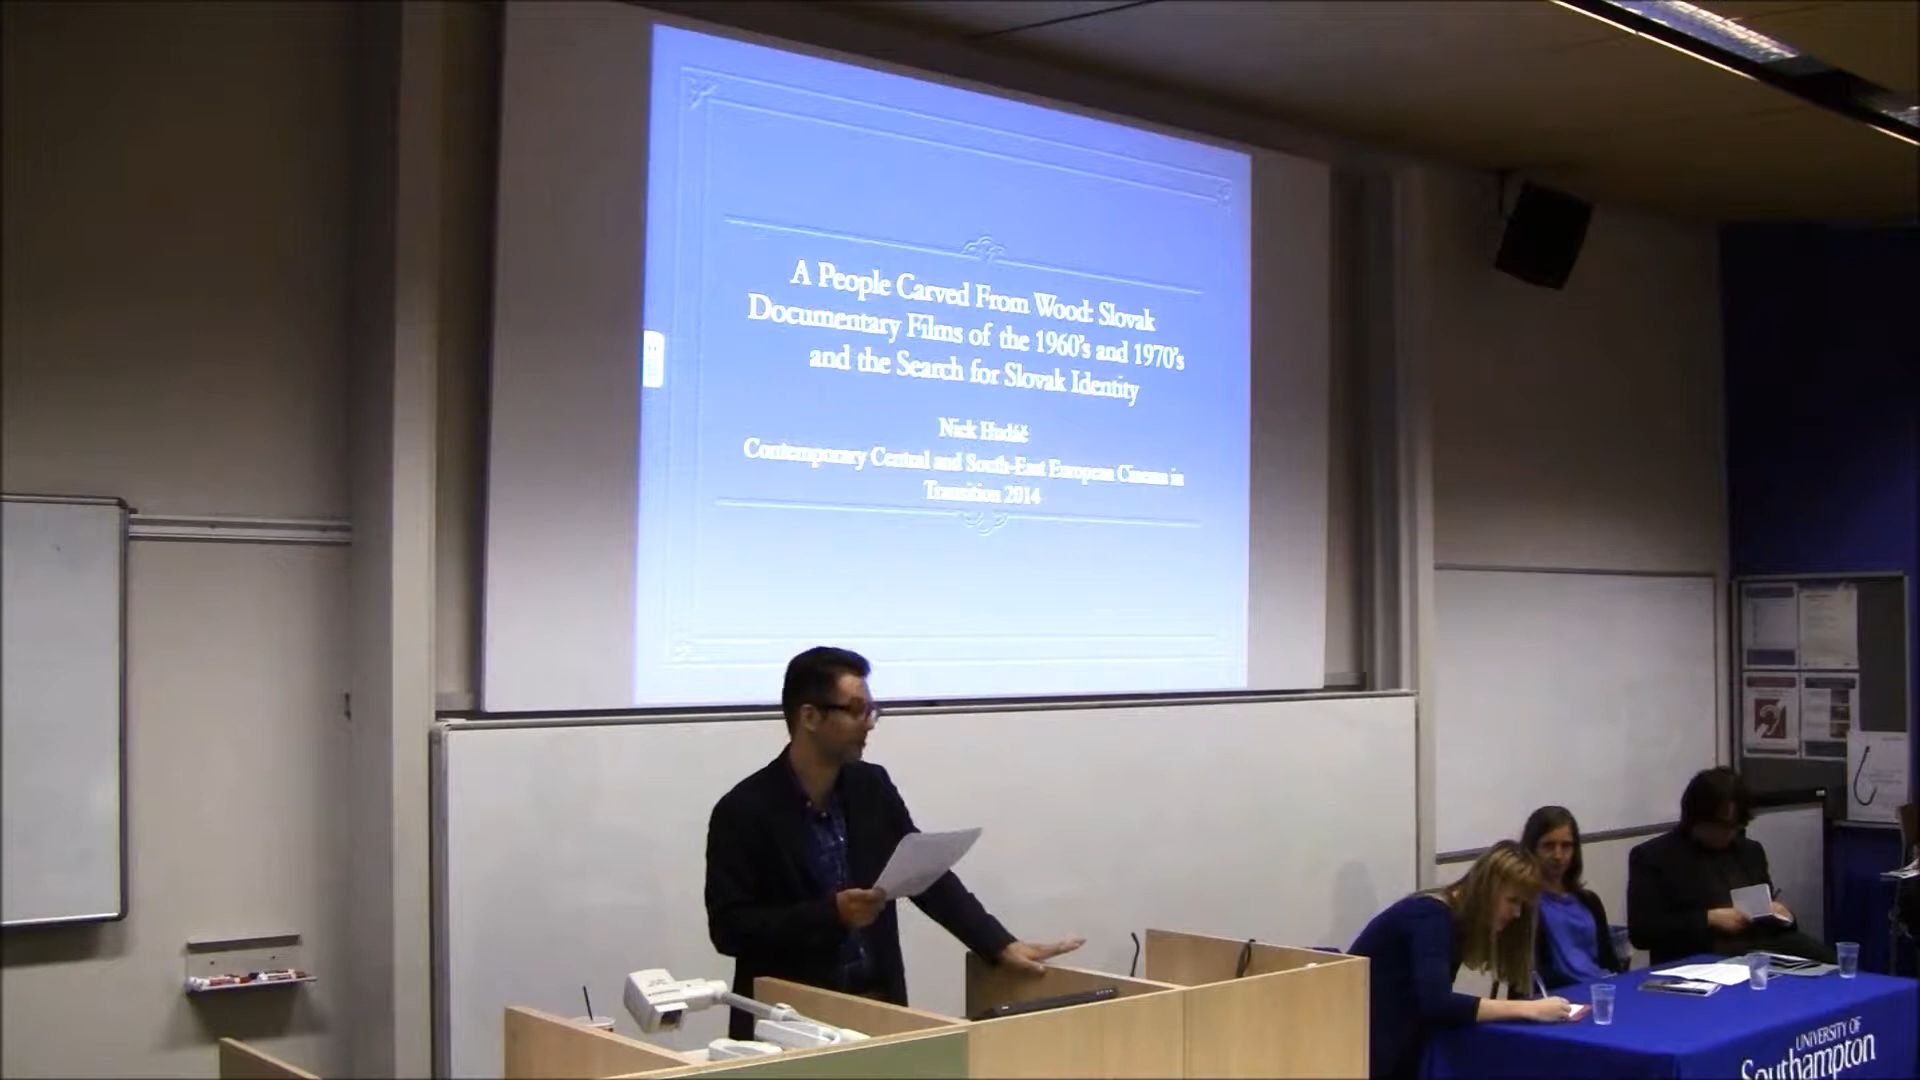 A People Carved From Wood: Slovak
Documentary Films of the 1960's and 1970's
and the Search for Slovak Identity
Nick Hudáč
Contemporary Central and South-East European Cinema in
Transition 2014
UNIVERSITY OF
Southampton